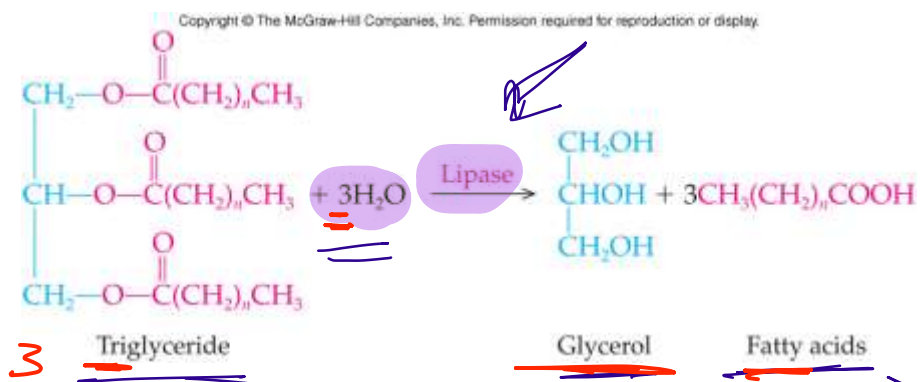 Copyright © The McGraw-Hill Companies, Inc. Permission required for reproduction or display.
O
CH₂—O—C(CH₂)ₙCH₃
O
CH—O—C(CH₂)ₙCH₃ + 3H₂O Lipase → CH₂OH CHOH CH₂OH + 3CH₃(CH₂)ₙCOOH
O
CH₂—O—C(CH₂)ₙCH₃
3 Triglyceride Glycerol Fatty acids